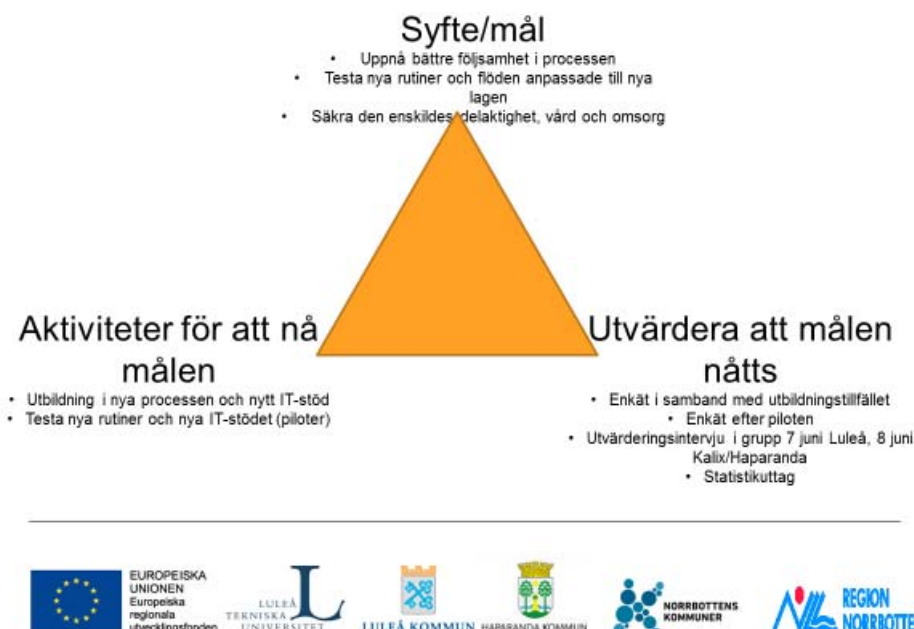 Syfte/mål
• Uppnå bättre följsamhet i processen
• Testa nya rutiner och flöden anpassade till nya
lagen
• Säkra den enskildes delaktighet, vård och omsorg
Aktiviteter för att nå
målen
• Utbildning i nya processen och nytt IT-stöd
• Testa nya rutiner och nya IT-stödet (piloter)
Utvärdera att målen
nåtts
• Enkät i samband med utbildningstillfället
• Enkät efter piloten
• Utvärderingsintervju i grupp 7 juni Luleå, 8 juni
Kalix/Haparanda
• Statistikuttag
EUROPEISKA
UNIONEN
Europeiska
regionala
utvecklingsfonden
LULEÅ
TEKNISKA
UNIVERSITET
LULEÅ KOMMUN
HAPARANDA KOMMUN
NORRBOTTENS
KOMMUNER
REGION
NORRBOTTE